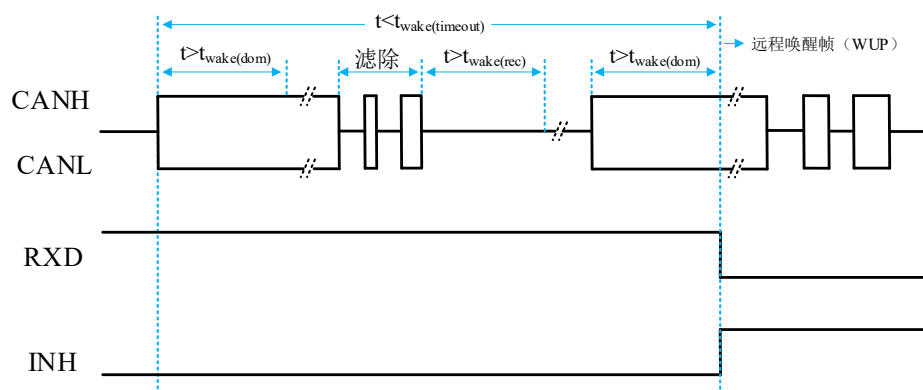 t<twake(timeout)
远程唤醒帧（WUP）
t>twake(dom)
滤除
t>twake(rec)
t>twake(dom)
CANH
CANL
RXD
INH